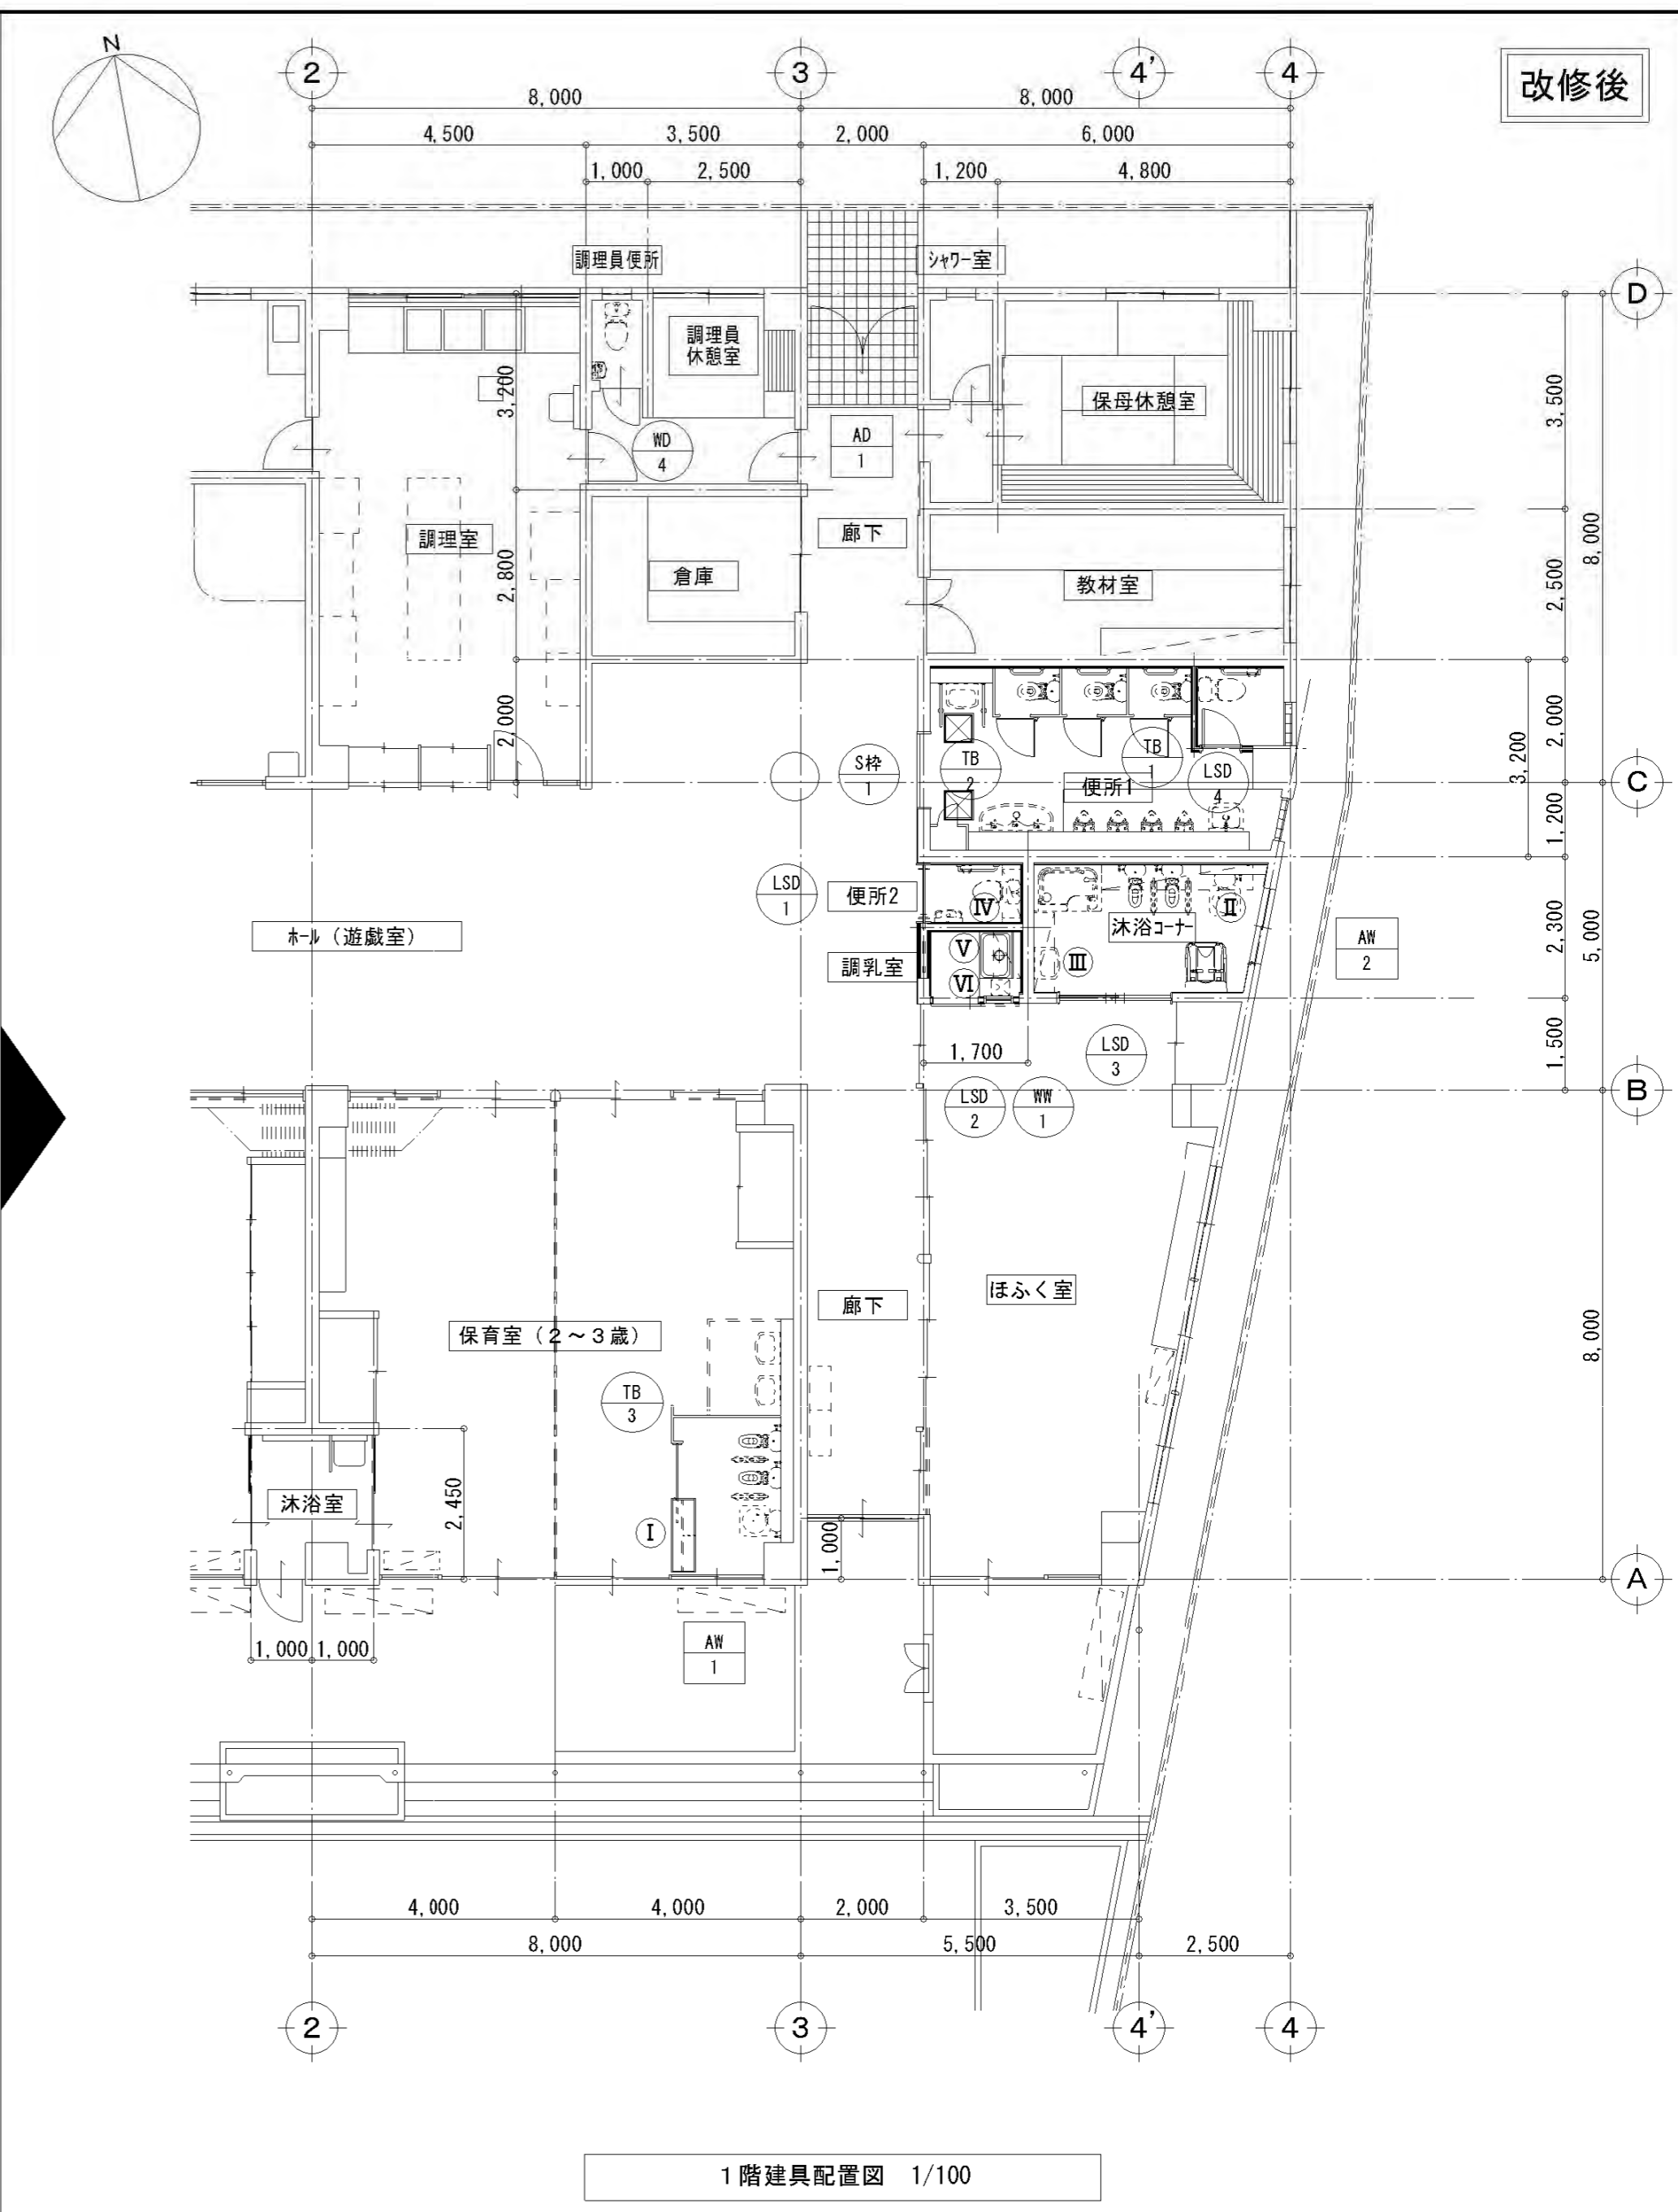 N
2
3
4'
4
改修後
8,000
8,000
4,500
3,500
2,000
6,000
1,000
2,500
1,200
4,800
調理員便所
シャワー室
D
調理員
休憩室
保母休憩室
3,200
3,500
WD
4
AD
1
調理室
廊下
倉庫
教材室
2,800
2,500
8,000
2,000
2,000
3,200
S枠
1
TB
2
TB
1
LSD
4
便所1
C
1,200
LSD
1
便所2
Ⅳ
Ⅱ
沐浴コーナー
ホール（遊戯室）
調乳室
Ⅴ
Ⅵ
Ⅲ
AW
2
2,300
5,000
1,700
LSD
3
1,500
LSD
2
WW
1
B
ほふく室
廊下
保育室（２～３歳）
8,000
TB
3
沐浴室
2,450
Ⅰ
1,000
A
1,000
1,000
AW
1
4,000
4,000
2,000
3,500
8,000
5,500
2,500
2
3
4'
4
１階建具配置図 1/100